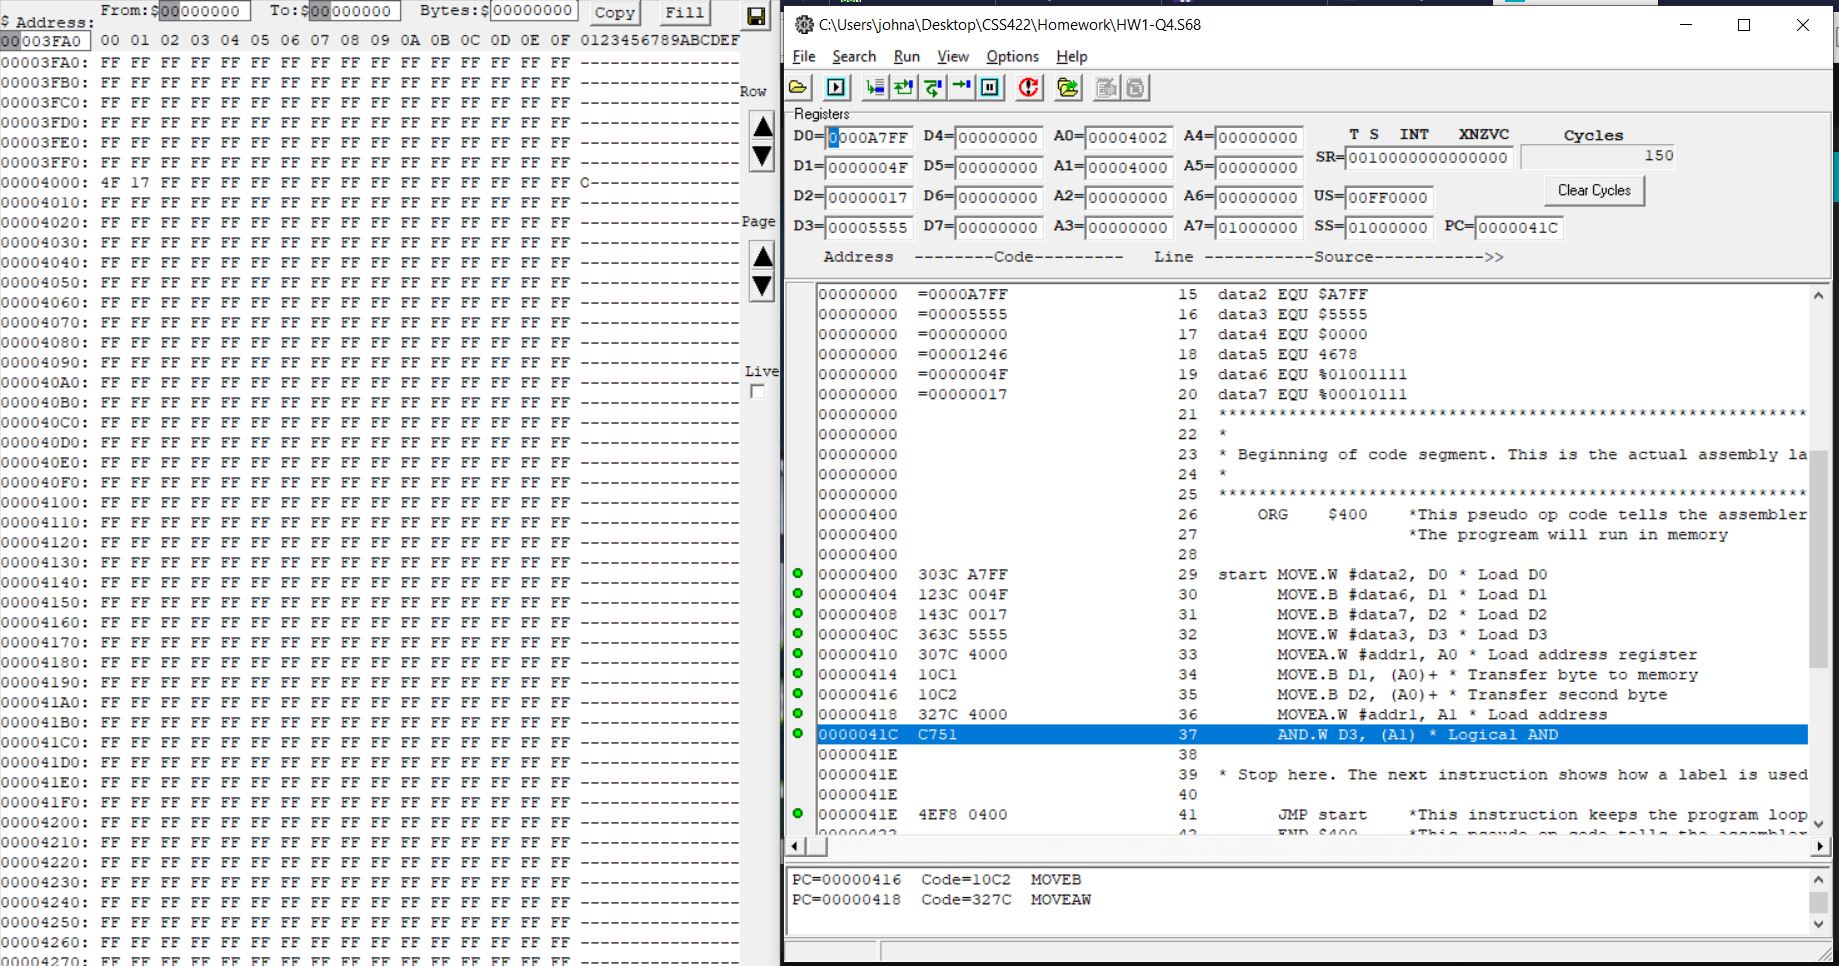 From:$00000000 To:$00000000 Bytes:$00000000 Copy Fill
$ Address:
00003FA0 00 01 02 03 04 05 06 07 08 09 0A 0B 0C 0D 0E 0F 0123456789ABCDEF
00003FA0: FF FF FF FF FF FF FF FF FF FF FF FF FF FF FF FF ----------------
00003FB0: FF FF FF FF FF FF FF FF FF FF FF FF FF FF FF FF ----------------
00003FC0: FF FF FF FF FF FF FF FF FF FF FF FF FF FF FF FF ----------------
00003FD0: FF FF FF FF FF FF FF FF FF FF FF FF FF FF FF FF ----------------
00003FE0: FF FF FF FF FF FF FF FF FF FF FF FF FF FF FF FF ----------------
00003FF0: FF FF FF FF FF FF FF FF FF FF FF FF FF FF FF FF ----------------
00004000: 4F 17 FF FF FF FF FF FF FF FF FF FF FF FF FF FF O---------------
00004010: FF FF FF FF FF FF FF FF FF FF FF FF FF FF FF FF ----------------
00004020: FF FF FF FF FF FF FF FF FF FF FF FF FF FF FF FF ----------------
00004030: FF FF FF FF FF FF FF FF FF FF FF FF FF FF FF FF ----------------
00004040: FF FF FF FF FF FF FF FF FF FF FF FF FF FF FF FF ----------------
00004050: FF FF FF FF FF FF FF FF FF FF FF FF FF FF FF FF ----------------
00004060: FF FF FF FF FF FF FF FF FF FF FF FF FF FF FF FF ----------------
00004070: FF FF FF FF FF FF FF FF FF FF FF FF FF FF FF FF ----------------
00004080: FF FF FF FF FF FF FF FF FF FF FF FF FF FF FF FF ----------------
00004090: FF FF FF FF FF FF FF FF FF FF FF FF FF FF FF FF ----------------
000040A0: FF FF FF FF FF FF FF FF FF FF FF FF FF FF FF FF ----------------
000040B0: FF FF FF FF FF FF FF FF FF FF FF FF FF FF FF FF ----------------
000040C0: FF FF FF FF FF FF FF FF FF FF FF FF FF FF FF FF ----------------
000040D0: FF FF FF FF FF FF FF FF FF FF FF FF FF FF FF FF ----------------
000040E0: FF FF FF FF FF FF FF FF FF FF FF FF FF FF FF FF ----------------
000040F0: FF FF FF FF FF FF FF FF FF FF FF FF FF FF FF FF ----------------
00004100: FF FF FF FF FF FF FF FF FF FF FF FF FF FF FF FF ----------------
00004110: FF FF FF FF FF FF FF FF FF FF FF FF FF FF FF FF ----------------
00004120: FF FF FF FF FF FF FF FF FF FF FF FF FF FF FF FF ----------------
00004130: FF FF FF FF FF FF FF FF FF FF FF FF FF FF FF FF ----------------
00004140: FF FF FF FF FF FF FF FF FF FF FF FF FF FF FF FF ----------------
00004150: FF FF FF FF FF FF FF FF FF FF FF FF FF FF FF FF ----------------
00004160: FF FF FF FF FF FF FF FF FF FF FF FF FF FF FF FF ----------------
00004170: FF FF FF FF FF FF FF FF FF FF FF FF FF FF FF FF ----------------
00004180: FF FF FF FF FF FF FF FF FF FF FF FF FF FF FF FF ----------------
00004190: FF FF FF FF FF FF FF FF FF FF FF FF FF FF FF FF ----------------
000041A0: FF FF FF FF FF FF FF FF FF FF FF FF FF FF FF FF ----------------
000041B0: FF FF FF FF FF FF FF FF FF FF FF FF FF FF FF FF ----------------
000041C0: FF FF FF FF FF FF FF FF FF FF FF FF FF FF FF FF ----------------
000041D0: FF FF FF FF FF FF FF FF FF FF FF FF FF FF FF FF ----------------
000041E0: FF FF FF FF FF FF FF FF FF FF FF FF FF FF FF FF ----------------
000041F0: FF FF FF FF FF FF FF FF FF FF FF FF FF FF FF FF ----------------
00004200: FF FF FF FF FF FF FF FF FF FF FF FF FF FF FF FF ----------------
00004210: FF FF FF FF FF FF FF FF FF FF FF FF FF FF FF FF ----------------
00004220: FF FF FF FF FF FF FF FF FF FF FF FF FF FF FF FF ----------------
00004230: FF FF FF FF FF FF FF FF FF FF FF FF FF FF FF FF ----------------
00004240: FF FF FF FF FF FF FF FF FF FF FF FF FF FF FF FF ----------------
00004250: FF FF FF FF FF FF FF FF FF FF FF FF FF FF FF FF ----------------
00004260: FF FF FF FF FF FF FF FF FF FF FF FF FF FF FF FF ----------------
00004270: FF FF FF FF FF FF FF FF FF FF FF FF FF FF FF FF ----------------
Row
Page
Live
C:\Users\johna\Desktop\CSS422\Homework\HW1-Q4.S68
File Search Run View Options Help
Registers
D0=0000A7FF D4=00000000 A0=00004002 A4=00000000 T S INT XNZVC Cycles
SR=0010000000000000 150
D1=0000004F D5=00000000 A1=00004000 A5=00000000
Clear Cycles
D2=00000017 D6=00000000 A2=00000000 A6=00000000 US=00FF0000
D3=00005555 D7=00000000 A3=00000000 A7=01000000 SS=01000000 PC=0000041C
Address --------Code--------- Line -----------Source----------->>
00000000 =0000A7FF 15 data2 EQU $A7FF
00000000 =00005555 16 data3 EQU $5555
00000000 =00000000 17 data4 EQU $0000
00000000 =00001246 18 data5 EQU 4678
00000000 =0000004F 19 data6 EQU %01001111
00000000 =00000017 20 data7 EQU %00010111
00000000 21 ***********************************************************
00000000 22 *
00000000 23 * Beginning of code segment. This is the actual assembly la
00000000 24 *
00000000 25 ***********************************************************
00000400 26 ORG $400 *This pseudo op code tells the assembler
00000400 27 *The progream will run in memory
00000400 28
00000400 303C A7FF 29 start MOVE.W #data2, D0 * Load D0
00000404 123C 004F 30 MOVE.B #data6, D1 * Load D1
00000408 143C 0017 31 MOVE.B #data7, D2 * Load D2
0000040C 363C 5555 32 MOVE.W #data3, D3 * Load D3
00000410 307C 4000 33 MOVEA.W #addr1, A0 * Load address register
00000414 10C1 34 MOVE.B D1, (A0)+ * Transfer byte to memory
00000416 10C2 35 MOVE.B D2, (A0)+ * Transfer second byte
00000418 327C 4000 36 MOVEA.W #addr1, A1 * Load address
0000041C C751 37 AND.W D3, (A1) * Logical AND
0000041E 38
0000041E 39 * Stop here. The next instruction shows how a label is used
0000041E 40
0000041E 4EF8 0400 41 JMP start *This instruction keeps the program loop
00000422 42 END $400 *This pseudo op code tells the assembler
PC=00000416 Code=10C2 MOVEB
PC=00000418 Code=327C MOVEAW